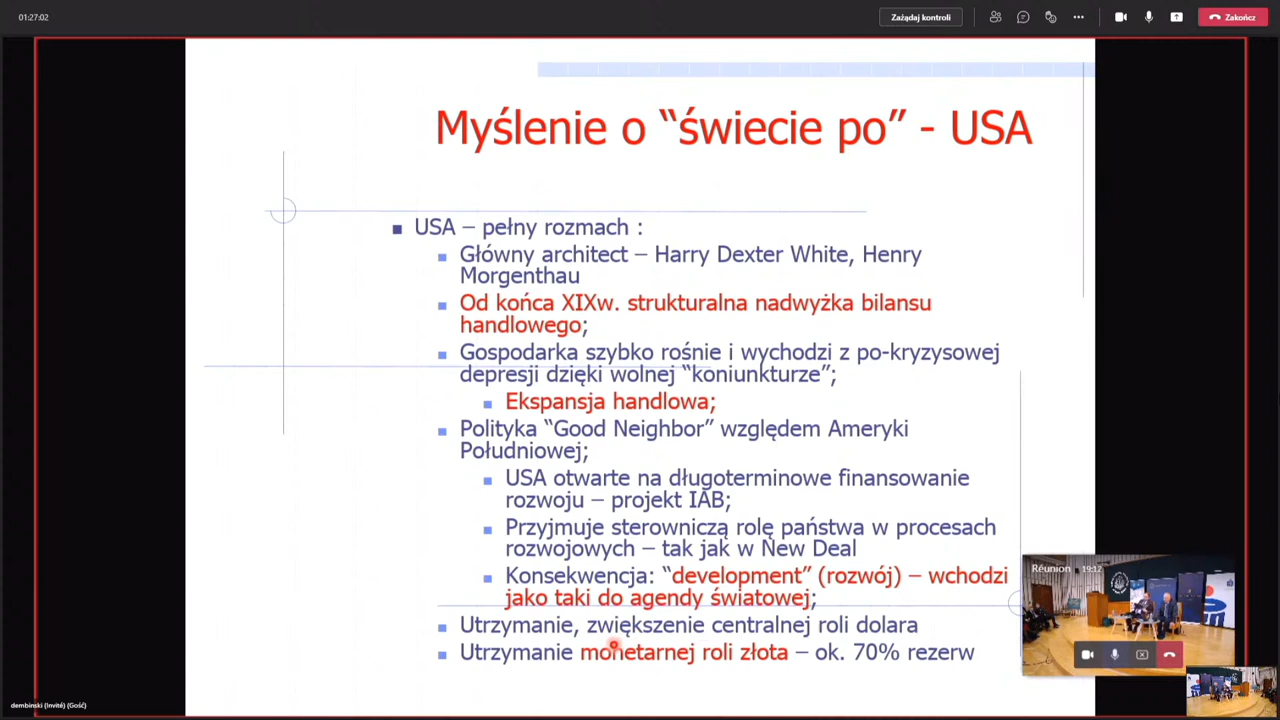 01:27:02
Zażądaj kontroli
Zakończ
Myślenie o “świecie po” - USA
USA – pełny rozmach :
Główny architect – Harry Dexter White, Henry
Morgenthau
Od końca XIXw. strukturalna nadwyżka bilansu
handlowego;
Gospodarka szybko rośnie i wychodzi z po-kryzysowej
depresji dzięki wolnej “koniunkturze”;
Ekspansja handlowa;
Polityka “Good Neighbor” względem Ameryki
Południowej;
USA otwarte na długoterminowe finansowanie
rozwoju – projekt IAB;
Przyjmuje sterowniczą rolę państwa w procesach
rozwojowych – tak jak w New Deal
Konsekwencja: “development” (rozwój) – wchodzi
jako taki do agendy światowej;
Utrzymanie, zwiększenie centralnej roli dolara
Utrzymanie monetarnej roli złota – ok. 70% rezerw
Réunion 19:12
dembinski (Invité) (Gość)